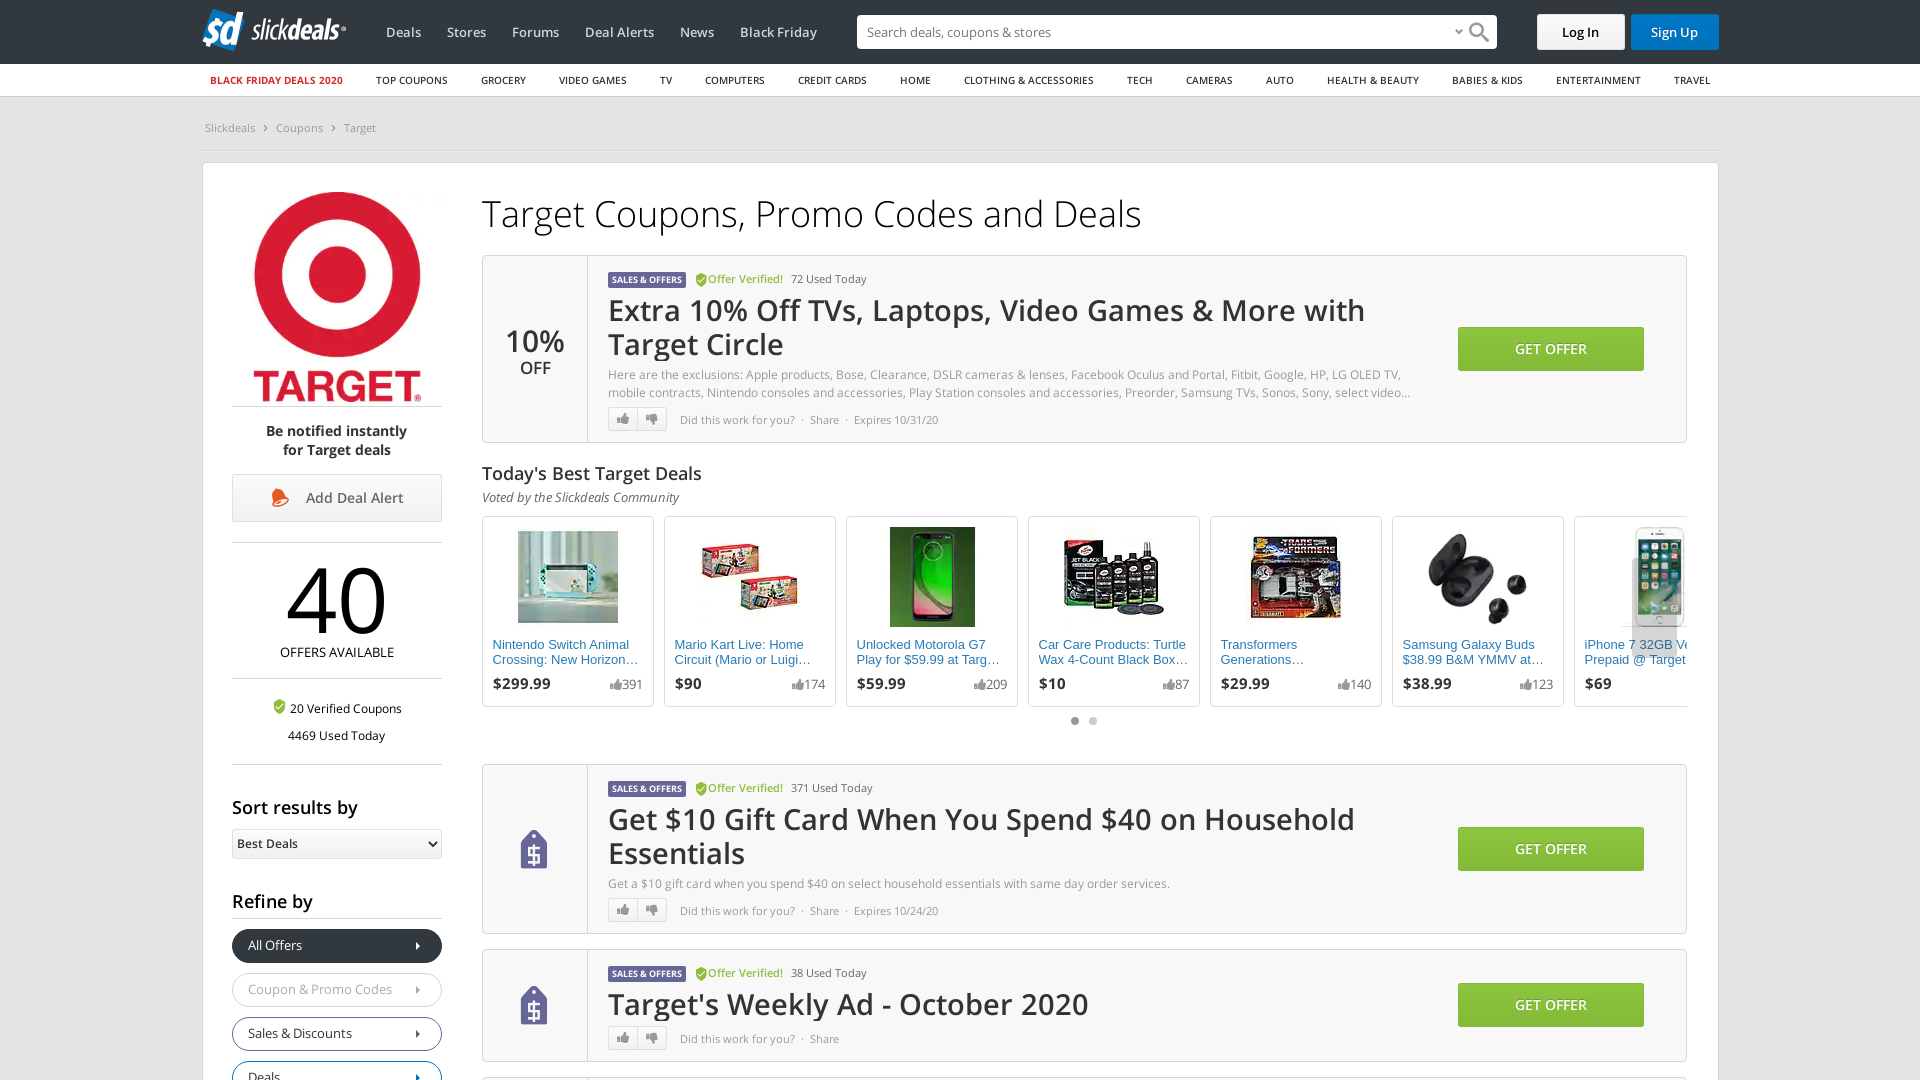 slickdeals
Deals
Stores
Forums
Deal Alerts
News
Black Friday
Search deals, coupons & stores
Log In
Sign Up
BLACK FRIDAY DEALS 2020
TOP COUPONS
GROCERY
VIDEO GAMES
TV
COMPUTERS
CREDIT CARDS
HOME
CLOTHING & ACCESSORIES
TECH
CAMERAS
AUTO
HEALTH & BEAUTY
BABIES & KIDS
ENTERTAINMENT
TRAVEL
Slickdeals
Coupons
Target
TARGET
Be notified instantly
for Target deals
Add Deal Alert
40
OFFERS AVAILABLE
20 Verified Coupons
4469 Used Today
Sort results by
Best Deals
Refine by
All Offers
Coupon & Promo Codes
Sales & Discounts
Deals
Target Coupons, Promo Codes and Deals
10%
OFF
SALES & OFFERS Offer Verified! 72 Used Today
Extra 10% Off TVs, Laptops, Video Games & More with
Target Circle
Here are the exclusions: Apple products, Bose, Clearance, DSLR cameras & lenses, Facebook Oculus and Portal, Fitbit, Google, HP, LG OLED TV,
mobile contracts, Nintendo consoles and accessories, Play Station consoles and accessories, Preorder, Samsung TVs, Sonos, Sony, select video...
Did this work for you? · Share · Expires 10/31/20
GET OFFER
Today's Best Target Deals
Voted by the Slickdeals Community
Nintendo Switch Animal
Crossing: New Horizon…
$299.99
391
Mario Kart Live: Home
Circuit (Mario or Luigi…
$90
174
Unlocked Motorola G7
Play for $59.99 at Targ…
$59.99
209
Car Care Products: Turtle
Wax 4-Count Black Box…
$10
87
Transformers
Generations…
$29.99
140
Samsung Galaxy Buds
$38.99 B&M YMMV at…
$38.99
123
iPhone 7 32GB Ve
Prepaid @ Target
$69
SALES & OFFERS Offer Verified! 371 Used Today
Get $10 Gift Card When You Spend $40 on Household
Essentials
Get a $10 gift card when you spend $40 on select household essentials with same day order services.
Did this work for you? · Share · Expires 10/24/20
GET OFFER
SALES & OFFERS Offer Verified! 38 Used Today
Target's Weekly Ad - October 2020
Did this work for you? · Share
GET OFFER